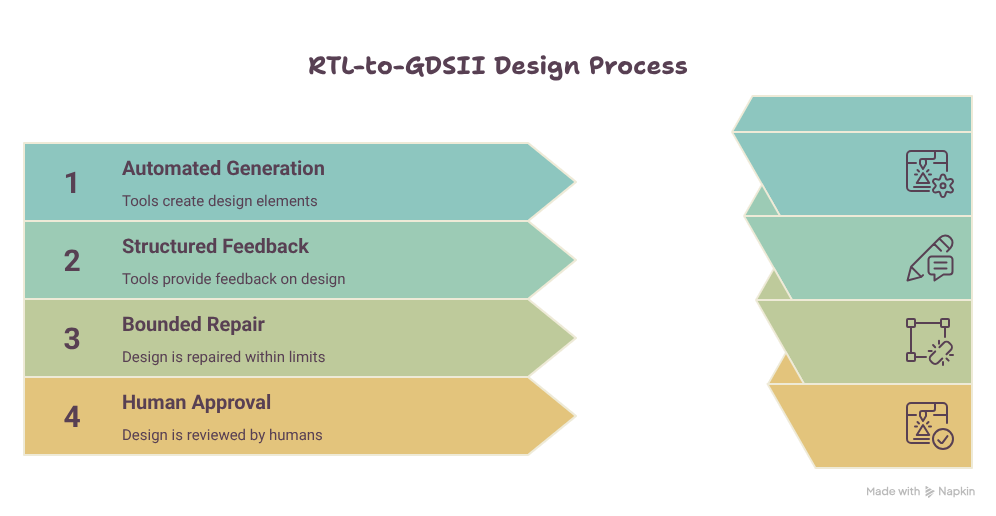 RTL-to-GDSII Design Process
1
Automated Generation
Tools create design elements
2
Structured Feedback
Tools provide feedback on design
3
Bounded Repair
Design is repaired within limits
4
Human Approval
Design is reviewed by humans
Made with Napkin